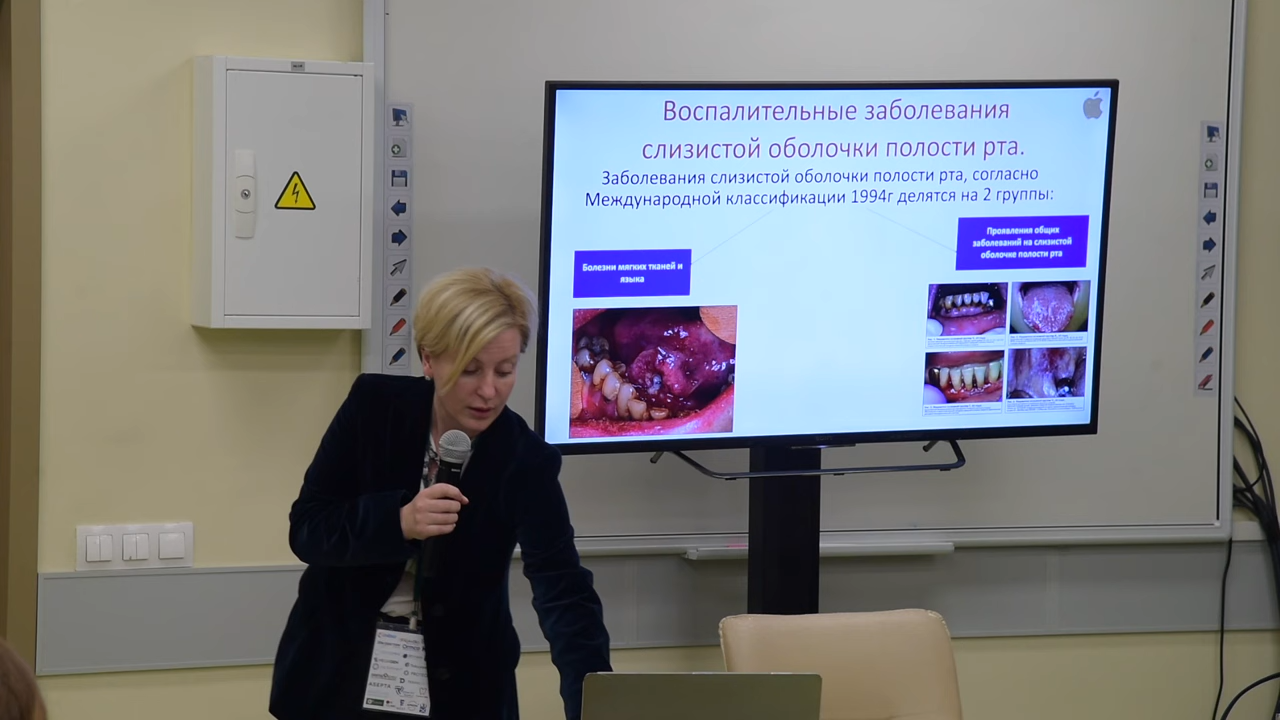 Воспалительные заболевания
слизистой оболочки полости рта.
Заболевания слизистой оболочки полости рта, согласно
Международной классификации 1994г делятся на 2 группы:
Болезни мягких тканей и
языка
Проявления общих
заболеваний на слизистой
оболочке полости рта